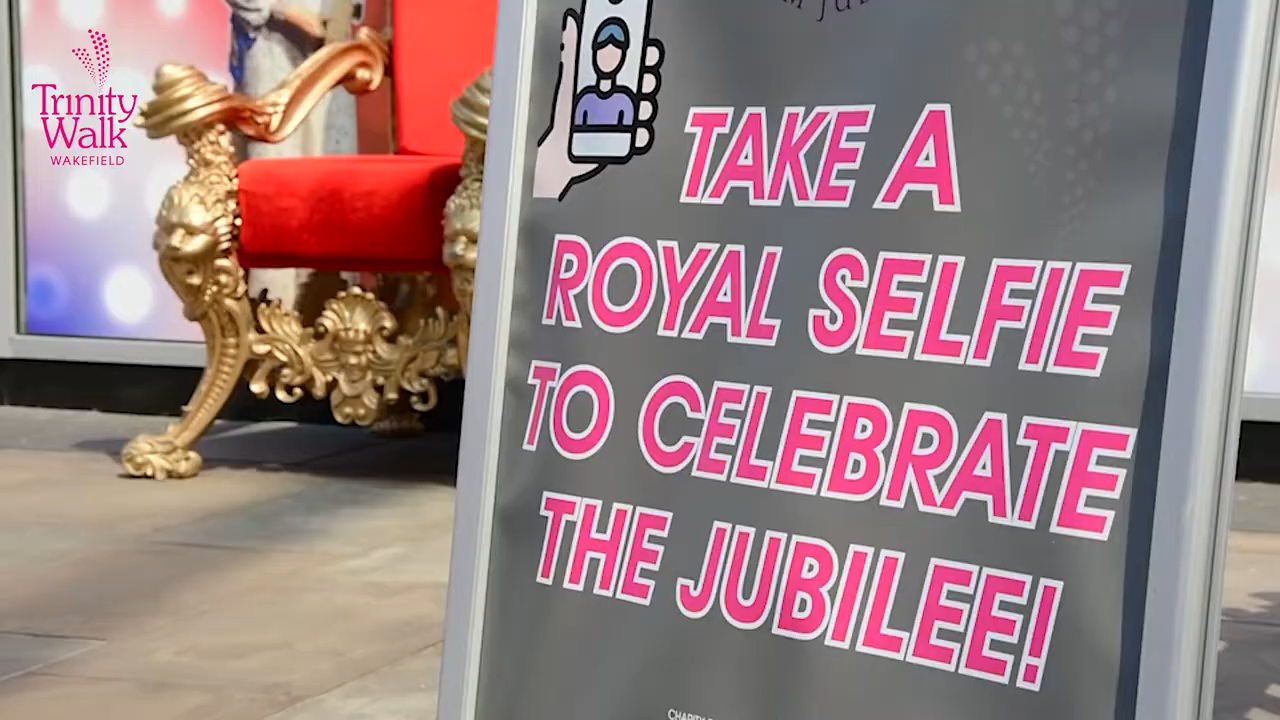 Trinity
Walk
WAKEFIELD
TAKE A
ROYAL SELFIE
TO CELEBRATE
THE JUBILEE!